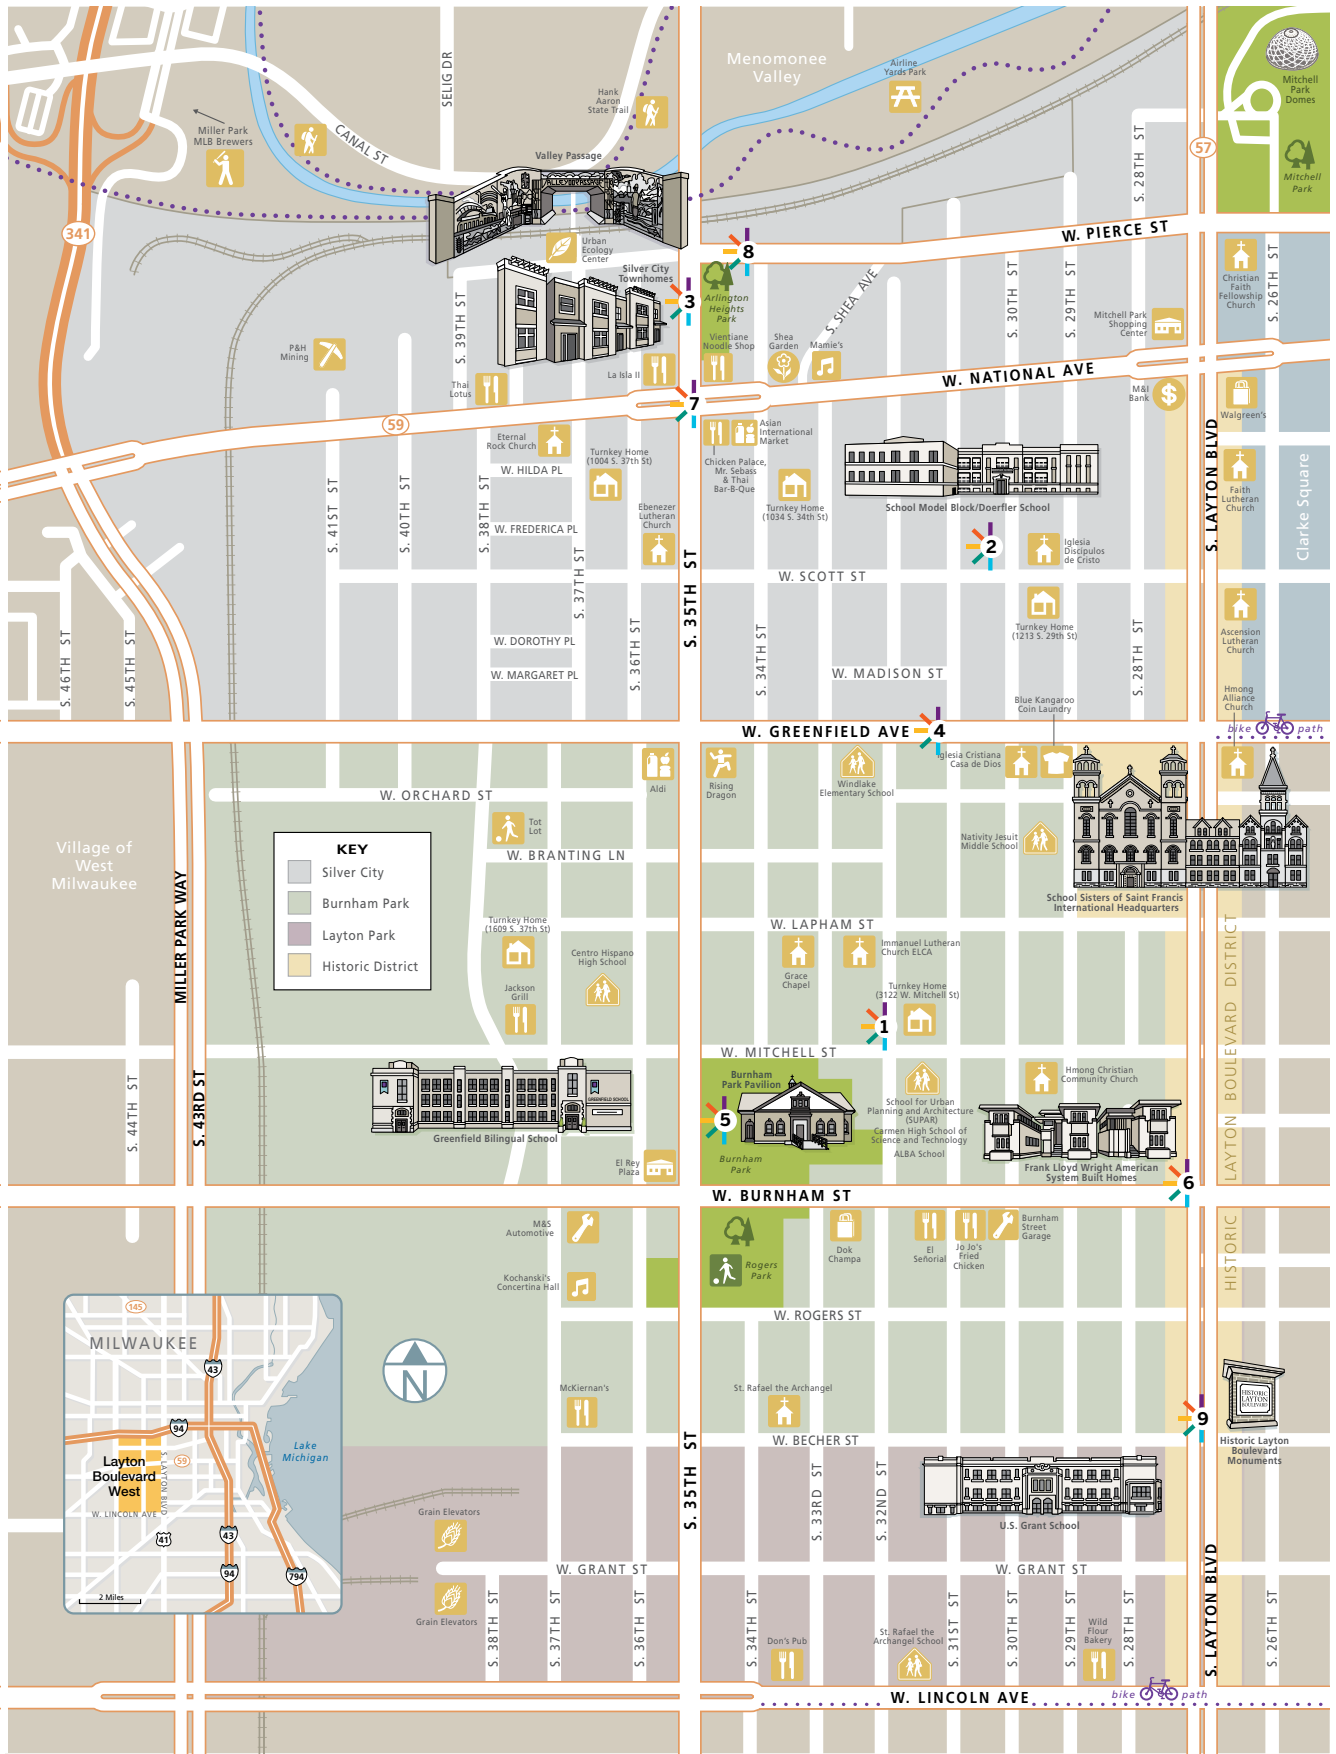 Menomonee
Valley
Airline
Yards Park
Mitchell
Park
Domes
Mitchell
Park
SELIG DR
Hank
Aaron
State Trail
Miller Park
MLB Brewers
CANAL ST
Valley Passage
VALLEY PASSAGE
57
S. 28TH ST
341
Urban
Ecology
Center
Silver City
Townhomes
8
W. PIERCE ST
3
Arlington
Heights
Park
S. SHEA AVE
S. 30TH ST
S. 29TH ST
Christian
Faith
Fellowship
Church
S. 26TH ST
S. 39TH ST
Mitchell Park
Shopping
Center
P&H
Mining
Vientiane
Noodle Shop
Shea
Garden
Mamie's
La Isla II
Thai
Lotus
W. NATIONAL AVE
M&I
Bank
$
7
59
Walgreen's
Eternal
Rock Church
Asian
International
Market
W. HILDA PL
Turnkey Home
(1004 S. 37th St)
Chicken Palace,
Mr. Sebass
& Thai
Bar-B-Que
Turnkey Home
(1034 S. 34th St)
School Model Block/Doerfler School
Faith
Lutheran
Church
Clarke Square
S. LAYTON BLVD
S. 41ST ST
S. 40TH ST
S. 38TH ST
Ebenezer
Lutheran
Church
W. FREDERICA PL
2
Iglesia
Discipulos
de Cristo
S. 37TH ST
S. 35TH ST
W. SCOTT ST
Turnkey Home
(1213 S. 29th St)
Ascension
Lutheran
Church
S. 46TH ST
S. 45TH ST
W. DOROTHY PL
S. 36TH ST
S. 34TH ST
S. 28TH ST
W. MARGARET PL
W. MADISON ST
Blue Kangaroo
Coin Laundry
Hmong
Alliance
Church
W. GREENFIELD AVE
4
bike path
Iglesia Cristiana
Casa de Dios
Aldi
Rising
Dragon
Windlake
Elementary School
W. ORCHARD ST
Tot
Lot
KEY
Silver City
Burnham Park
Layton Park
Historic District
Village of
West
Milwaukee
W. BRANTING LN
Nativity Jesuit
Middle School
School Sisters of Saint Francis
International Headquarters
MILLER PARK WAY
W. LAPHAM ST
Turnkey Home
(1609 S. 37th St)
Centro Hispano
High School
Grace
Chapel
Immanuel Lutheran
Church ELCA
Jackson
Grill
Turnkey Home
(3122 W. Mitchell St)
1
W. MITCHELL ST
HISTORIC LAYTON BOULEVARD DISTRICT
S. 44TH ST
S. 43RD ST
GREENFIELD SCHOOL
Greenfield Bilingual School
Burnham
Park Pavilion
5
Burnham
Park
School for Urban
Planning and Architecture
(SUPAR)
Carmen High School of
Science and Technology
ALBA School
Hmong Christian
Community Church
Frank Lloyd Wright American
System Built Homes
6
El Rey
Plaza
W. BURNHAM ST
M&S
Automotive
Kochanski's
Concertina Hall
Rogers
Park
Dok
Champa
El
Señorial
Jo Jo's
Fried
Chicken
Burnham
Street
Garage
W. ROGERS ST
145
MILWAUKEE
43
94
59
Lake
Michigan
Layton
Boulevard
West
S. LAYTON BLVD
W. LINCOLN AVE
41
43
94
794
2 Miles
N
McKiernan's
St. Rafael the Archangel
HISTORIC
LAYTON
BOULEVARD
9
Historic Layton
Boulevard
Monuments
W. BECHER ST
S. 35TH ST
S. 33RD ST
S. 32ND ST
U.S. Grant School
Grain Elevators
W. GRANT ST
W. GRANT ST
Grain Elevators
S. 38TH ST
S. 37TH ST
S. 36TH ST
S. 34TH ST
Don's Pub
St. Rafael the
Archangel School
S. 31ST ST
S. 30TH ST
S. 29TH ST
Wild
Flour
Bakery
S. 28TH ST
S. LAYTON BLVD
S. 26TH ST
W. LINCOLN AVE
bike path